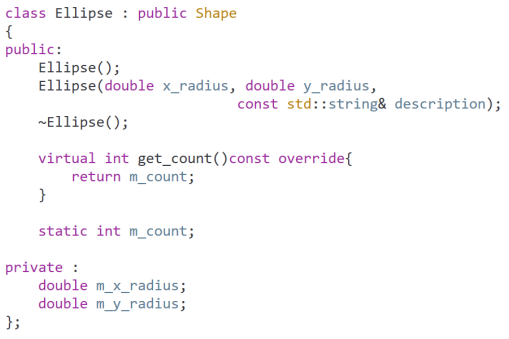 class Ellipse : public Shape
{
public:
    Ellipse();
    Ellipse(double x_radius, double y_radius,
                            const std::string& description);
    ~Ellipse();

    virtual int get_count()const override{
        return m_count;
    }

    static int m_count;

private :
    double m_x_radius;
    double m_y_radius;
};